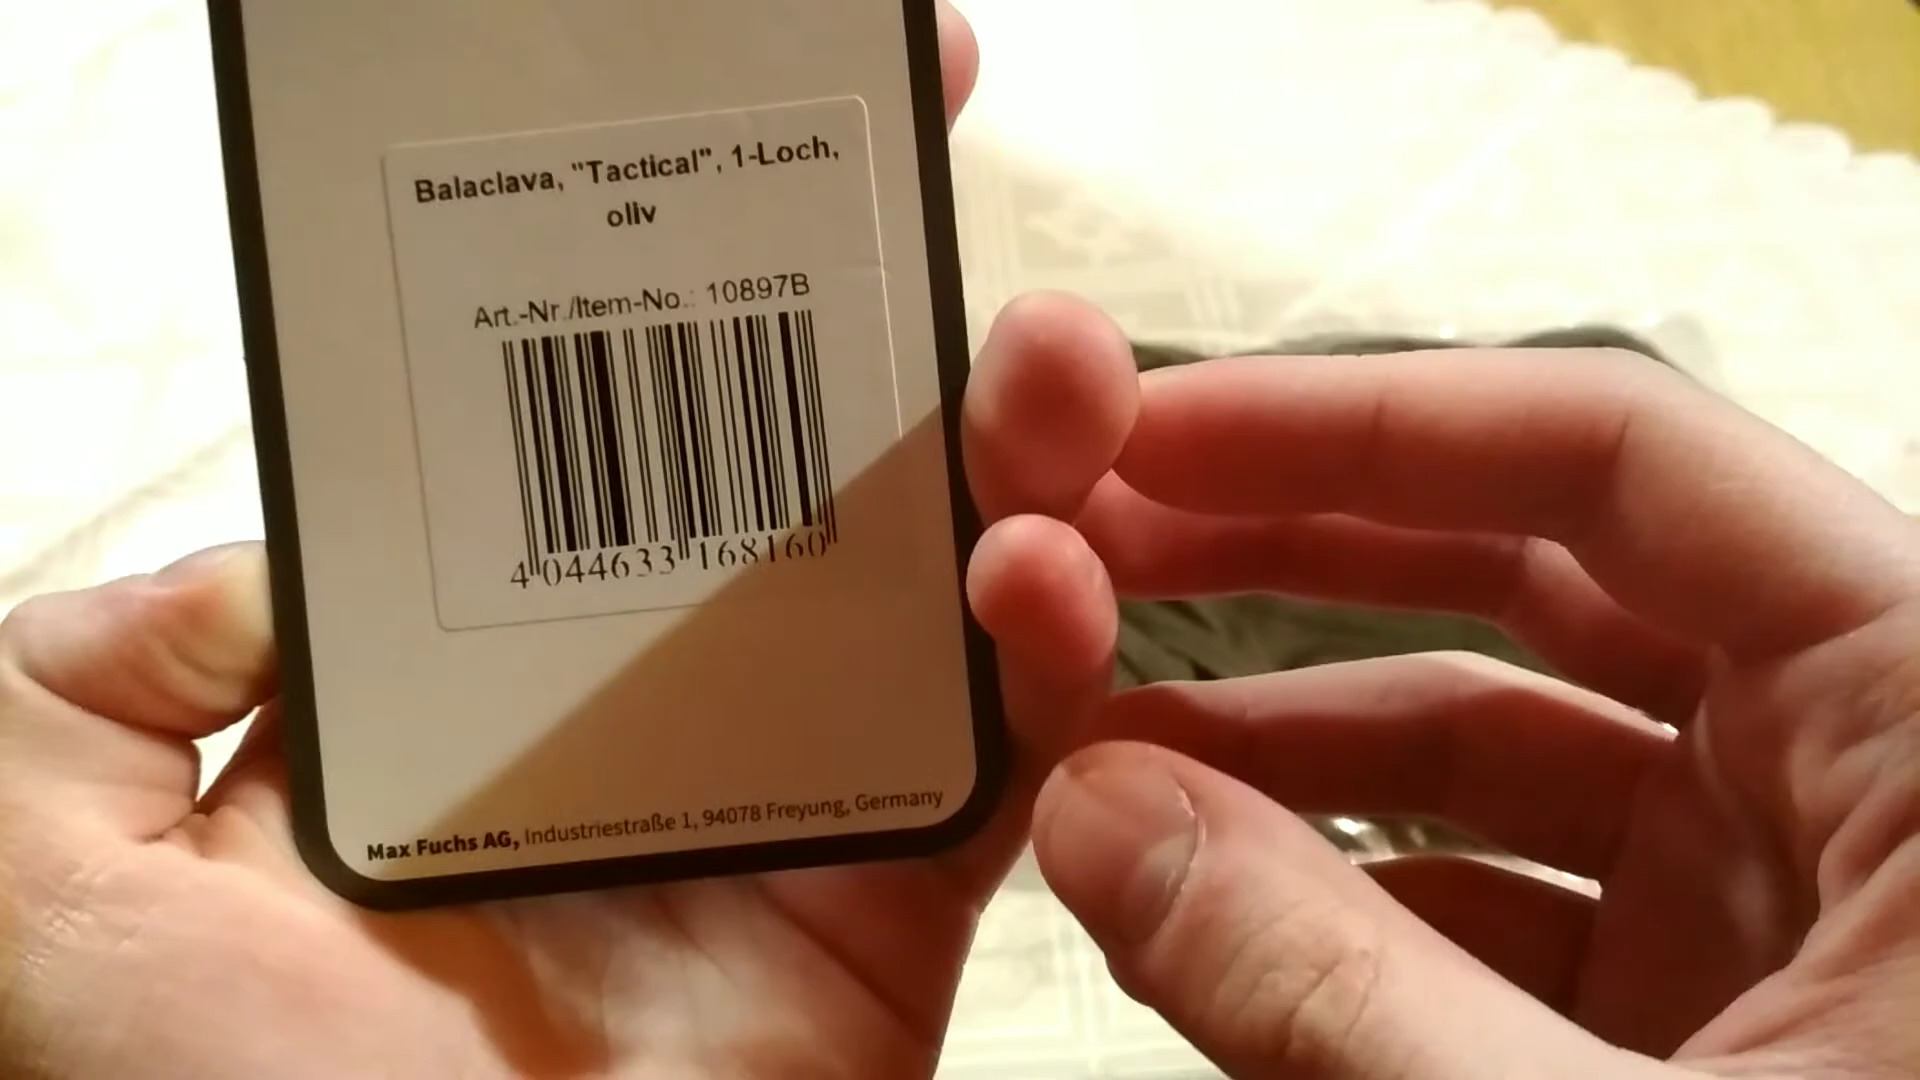 Balaclava, "Tactical", 1-Loch,
oliv
Art.-Nr./Item-No.: 10897B
4 044633 168160
Max Fuchs AG, Industriestraße 1, 94078 Freyung, Germany